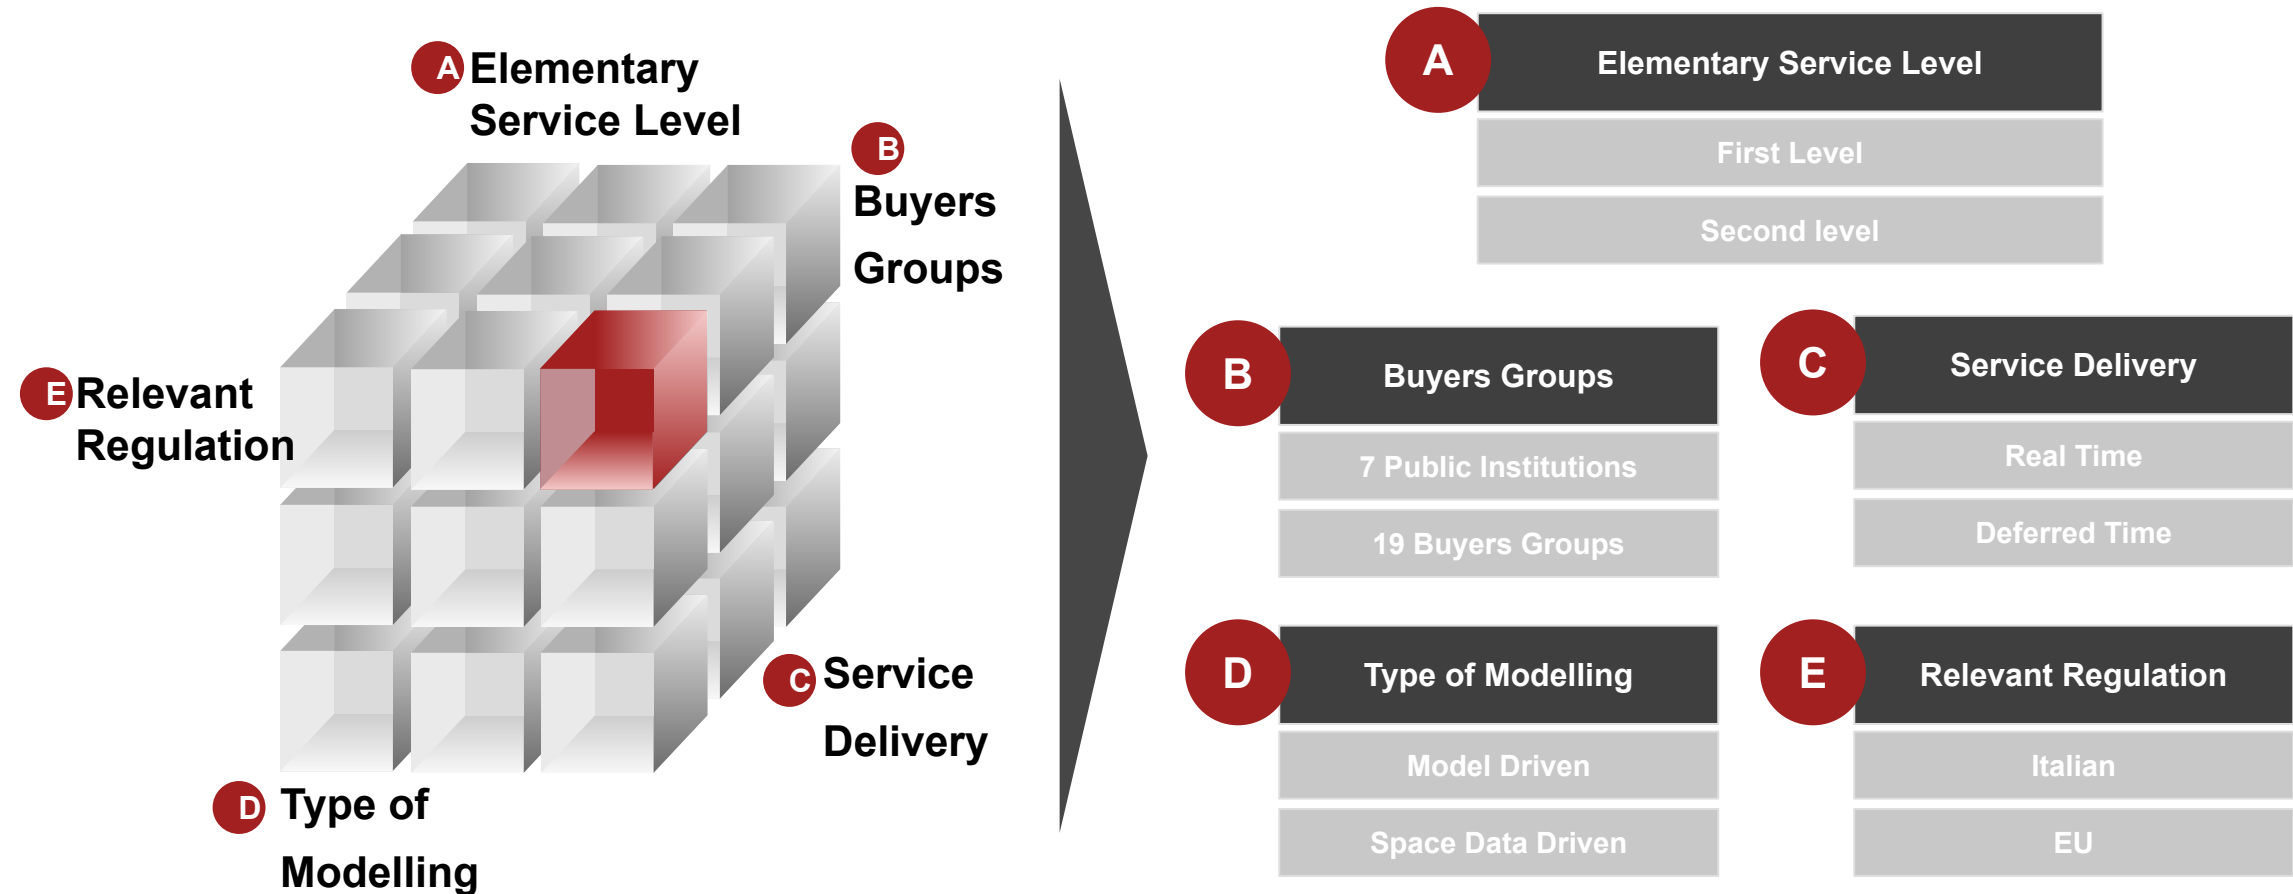 A Elementary
Service Level
B
Buyers
Groups
E Relevant
Regulation
C Service
Delivery
D Type of
Modelling
A Elementary Service Level
First Level
Second level
B Buyers Groups
7 Public Institutions
19 Buyers Groups
C Service Delivery
Real Time
Deferred Time
D Type of Modelling
Model Driven
Space Data Driven
E Relevant Regulation
Italian
EU